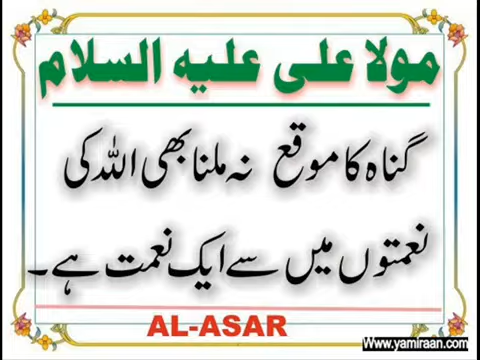 مولا علی علیہ السلام
گناہ کا موقع نہ ملنا بھی اللہ کی
نعمتوں میں سے ایک نعمت ہے۔
AL-ASAR
Www.yamiraan.com